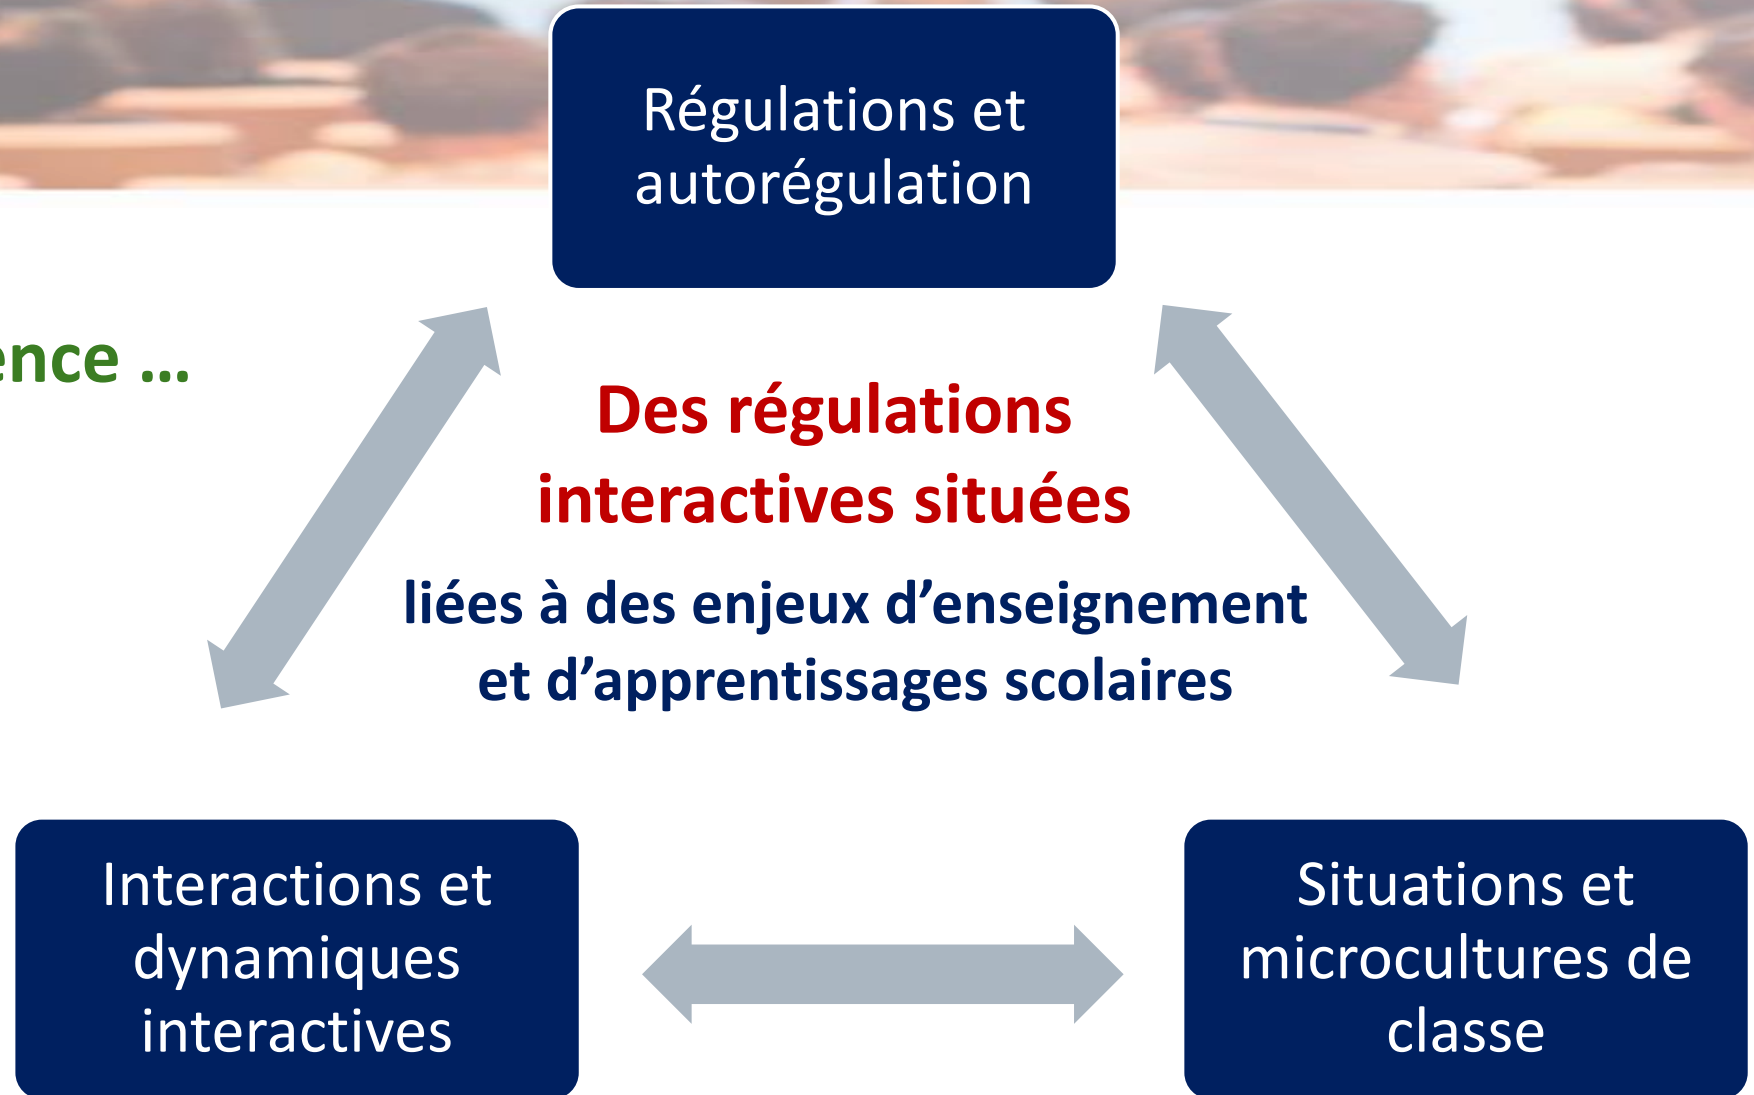 Régulations et
autorégulation
ence ...
Des régulations
interactives situées
liées à des enjeux d’enseignement
et d’apprentissages scolaires
Interactions et
dynamiques
interactives
Situations et
microcultures de
classe